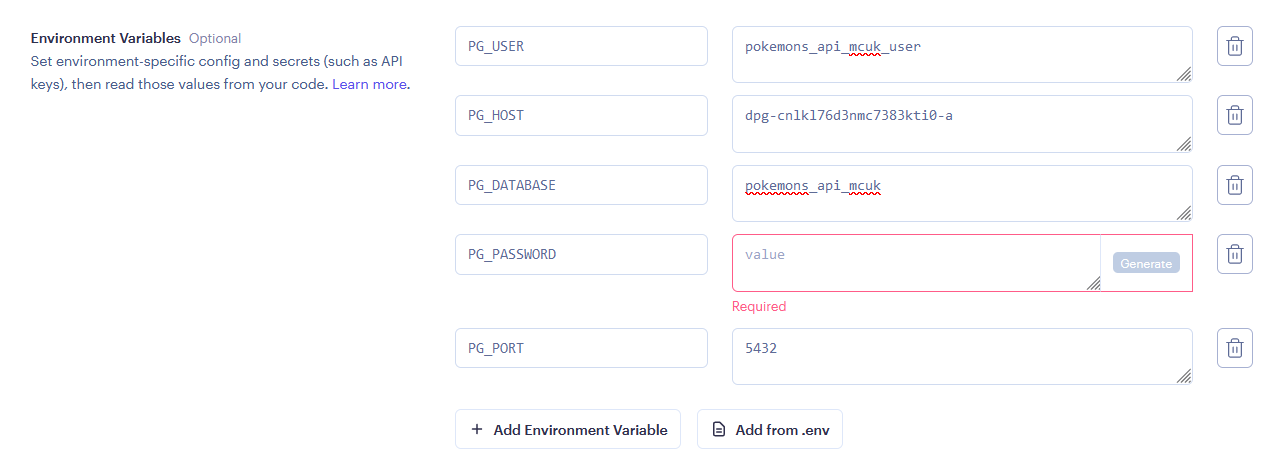 Environment Variables Optional
Set environment-specific config and secrets (such as API
keys), then read those values from your code. Learn more.
PG_USER pokemons_api_mcuk_user
PG_HOST dpg-cnlkl76d3nmc7383kti0-a
PG_DATABASE pokemons_api_mcuk
PG_PASSWORD value Generate
Required
PG_PORT 5432
+ Add Environment Variable Add from .env